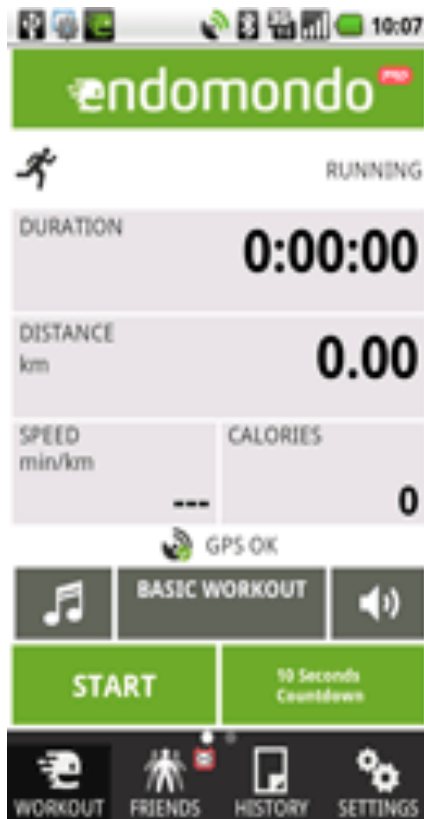 10:07
endomondo PRO
RUNNING
DURATION
0:00:00
DISTANCE
km
0.00
SPEED
min/km
---
CALORIES
0
GPS OK
BASIC WORKOUT
START
10 Seconds
Countdown
WORKOUT FRIENDS HISTORY SETTINGS